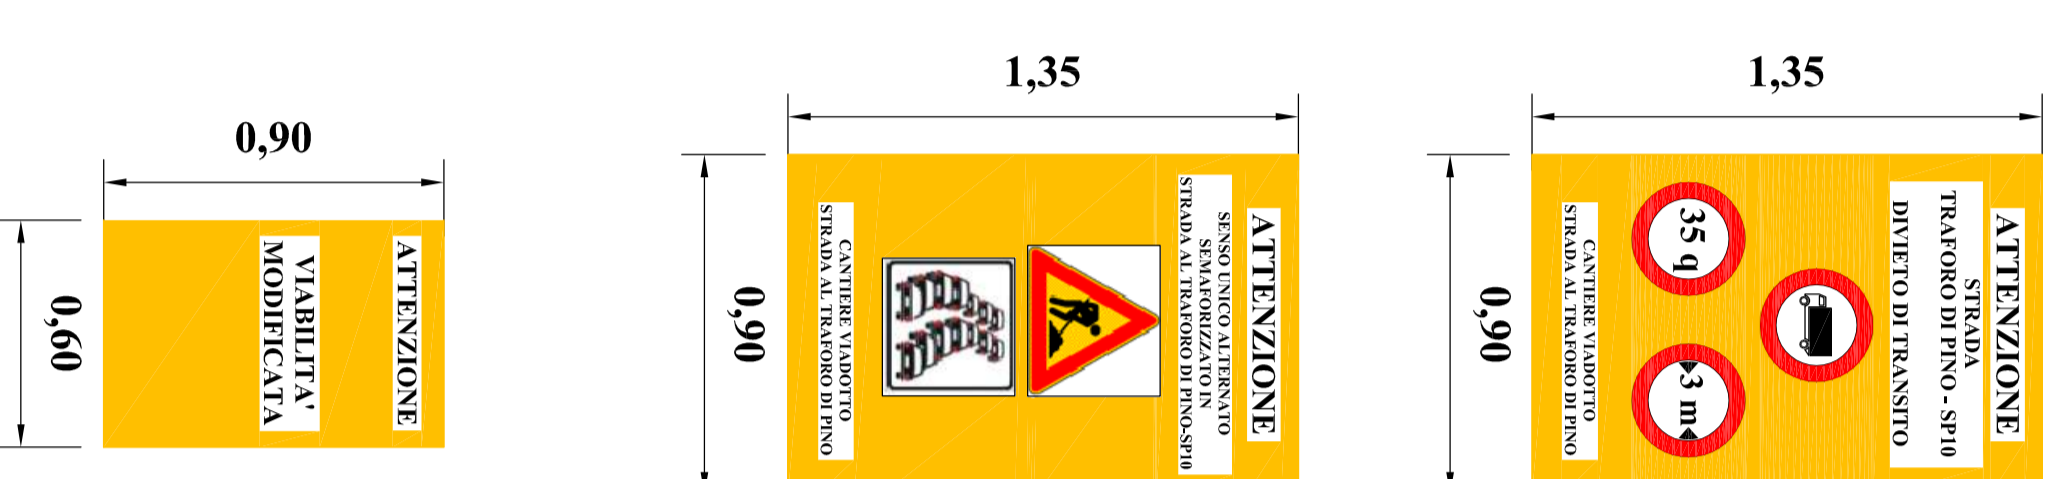 0,90
0,60
ATTENZIONE
VIABILITA'
MODIFICATA
1,35
0,90
ATTENZIONE
SENSO UNICO ALTERNATO
SEMAFORIZZATO IN
STRADA AL TRAFORO DI PINO-SP10
CANTIERE VIADOTTO
STRADA AL TRAFORO DI PINO
1,35
0,90
ATTENZIONE
STRADA
TRAFORO DI PINO - SP10
DIVIETO DI TRANSITO
35 q
3 m
CANTIERE VIADOTTO
STRADA AL TRAFORO DI PINO